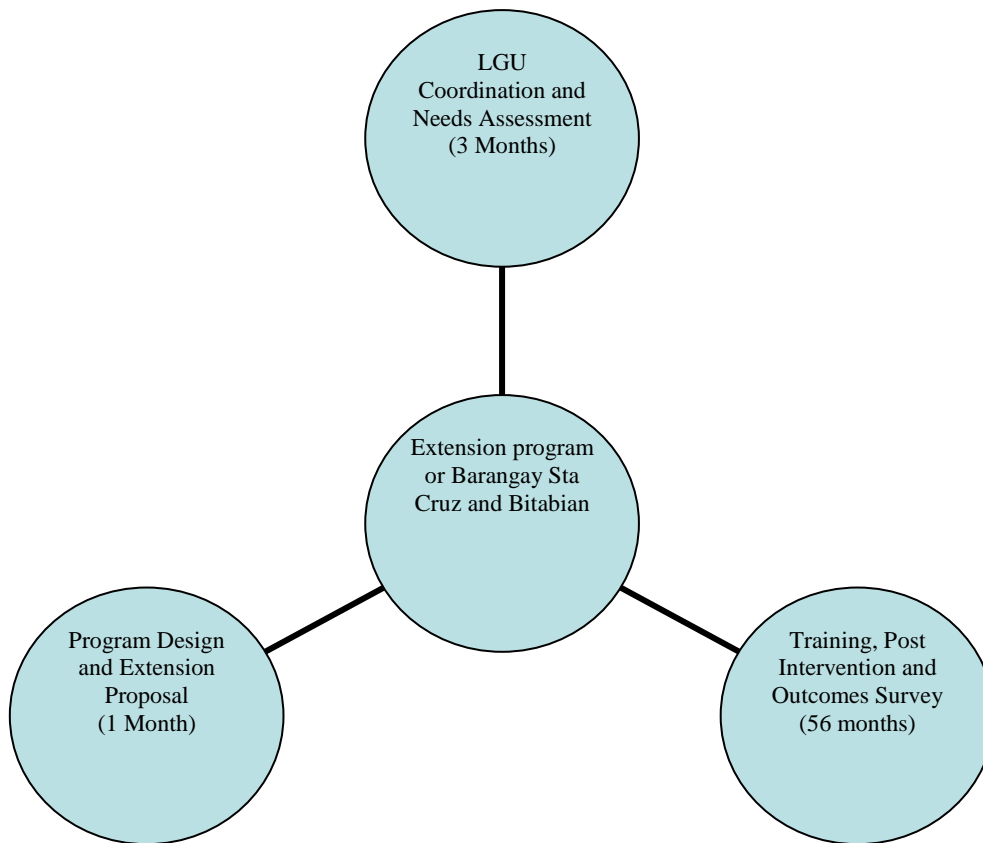 LGU
Coordination and
Needs Assessment
(3 Months)
Extension program
or Barangay Sta
Cruz and Bitabian
Program Design
and Extension
Proposal
(1 Month)
Training, Post
Intervention and
Outcomes Survey
(56 months)